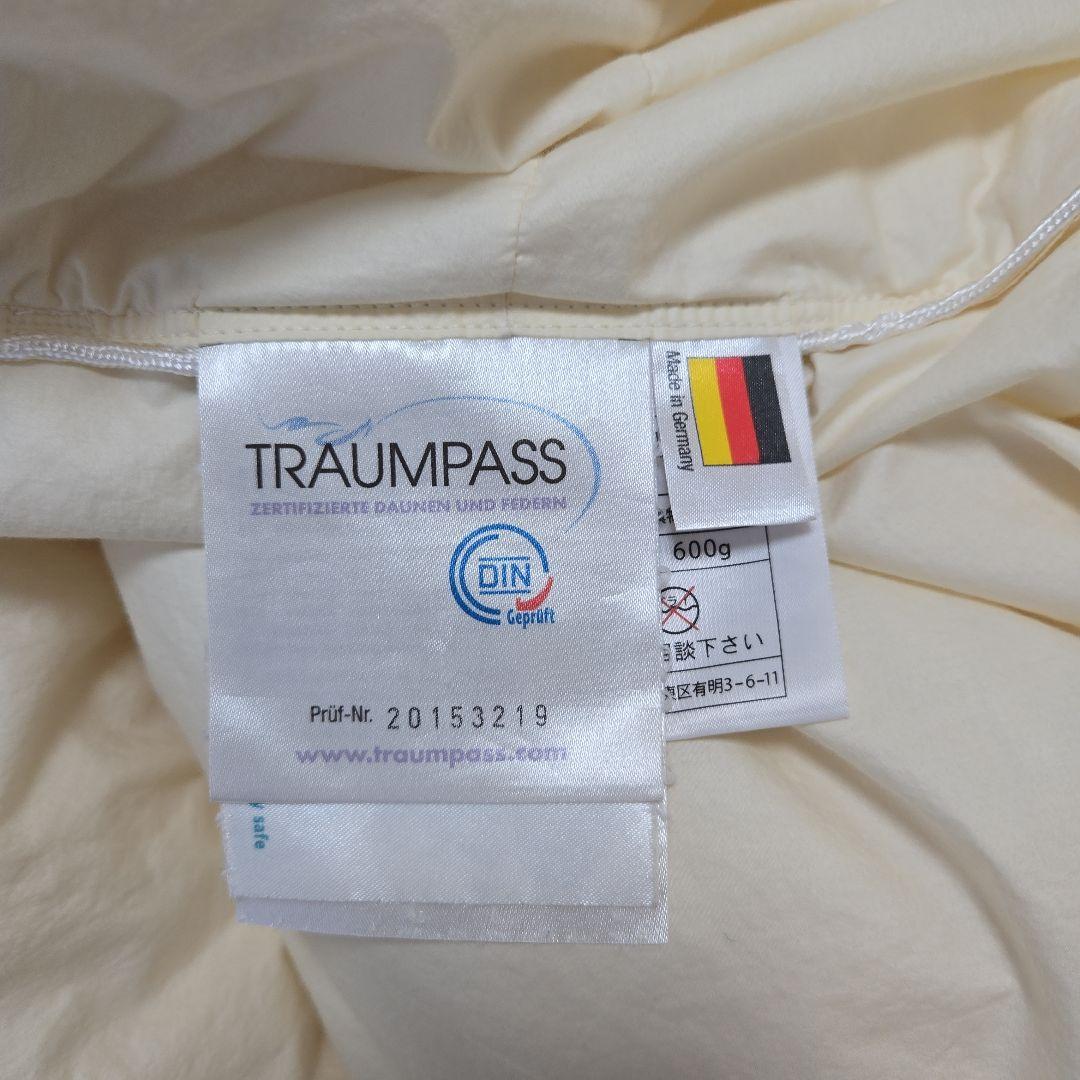 TRAUMPASS
ZERTIFIZIERTE DAUNEN UND FEDERN
DIN
Geprüft
Prüf-Nr. 20153219
www.traumpass.com
safe
Made in Germany
600g
談下さい
区有明3-6-11